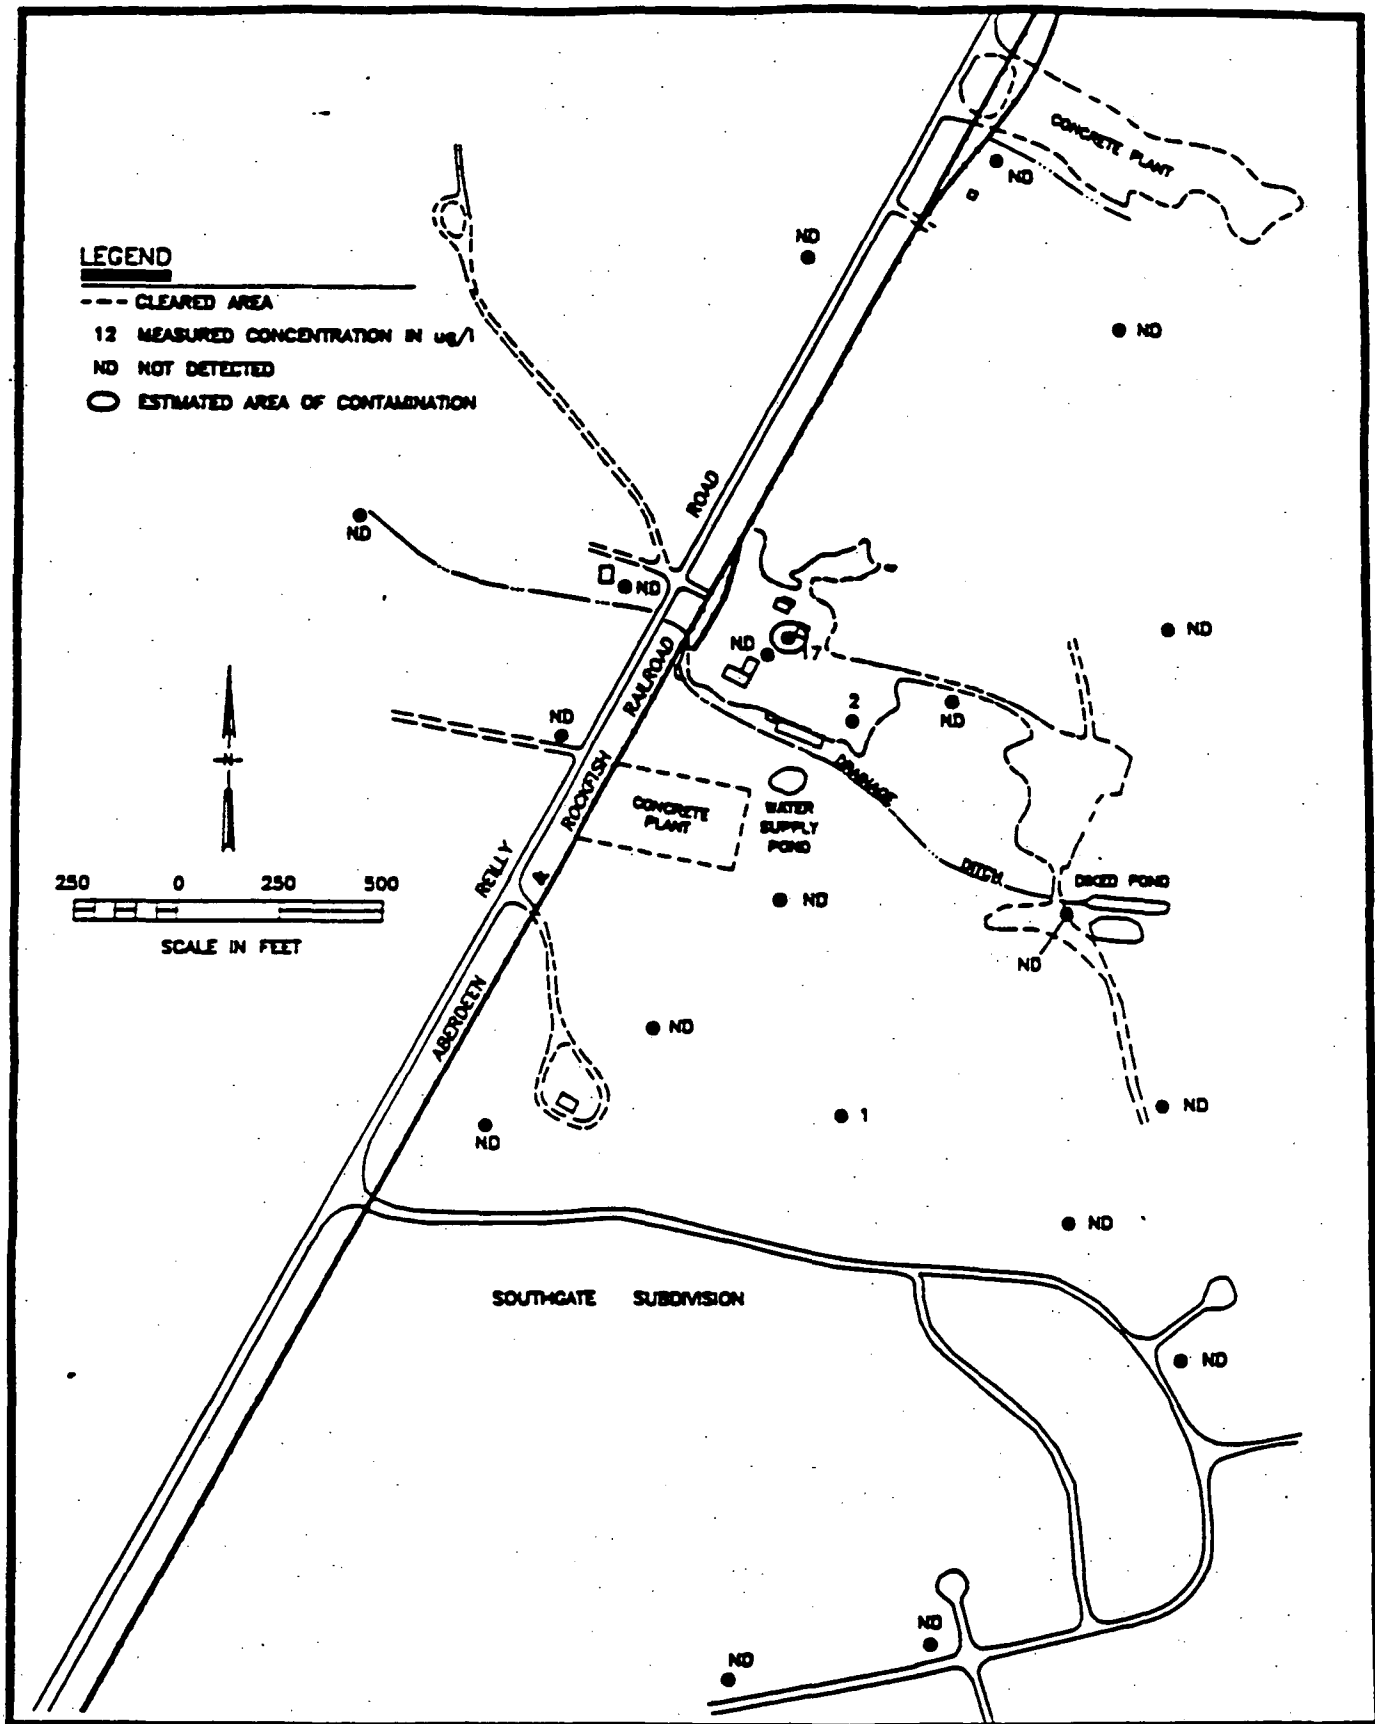 CONCRETE PLANT
ND
ND
ND
LEGEND
CLEARED AREA
12 MEASURED CONCENTRATION IN ug/l
ND NOT DETECTED
ESTIMATED AREA OF CONTAMINATION
ROAD
ND
ND
ND
ND
17
RAILROAD
2
ND
ND
N
ROCKFISH
DRAINAGE
CONCRETE
PLANT
WATER
SUPPLY
POND
REILLY
&
DITCH
DIKED POND
250 0 250 500
SCALE IN FEET
ND
ND
ABERDEEN
ND
ND
1
ND
ND
SOUTHGATE SUBDIVISION
ND
ND
ND